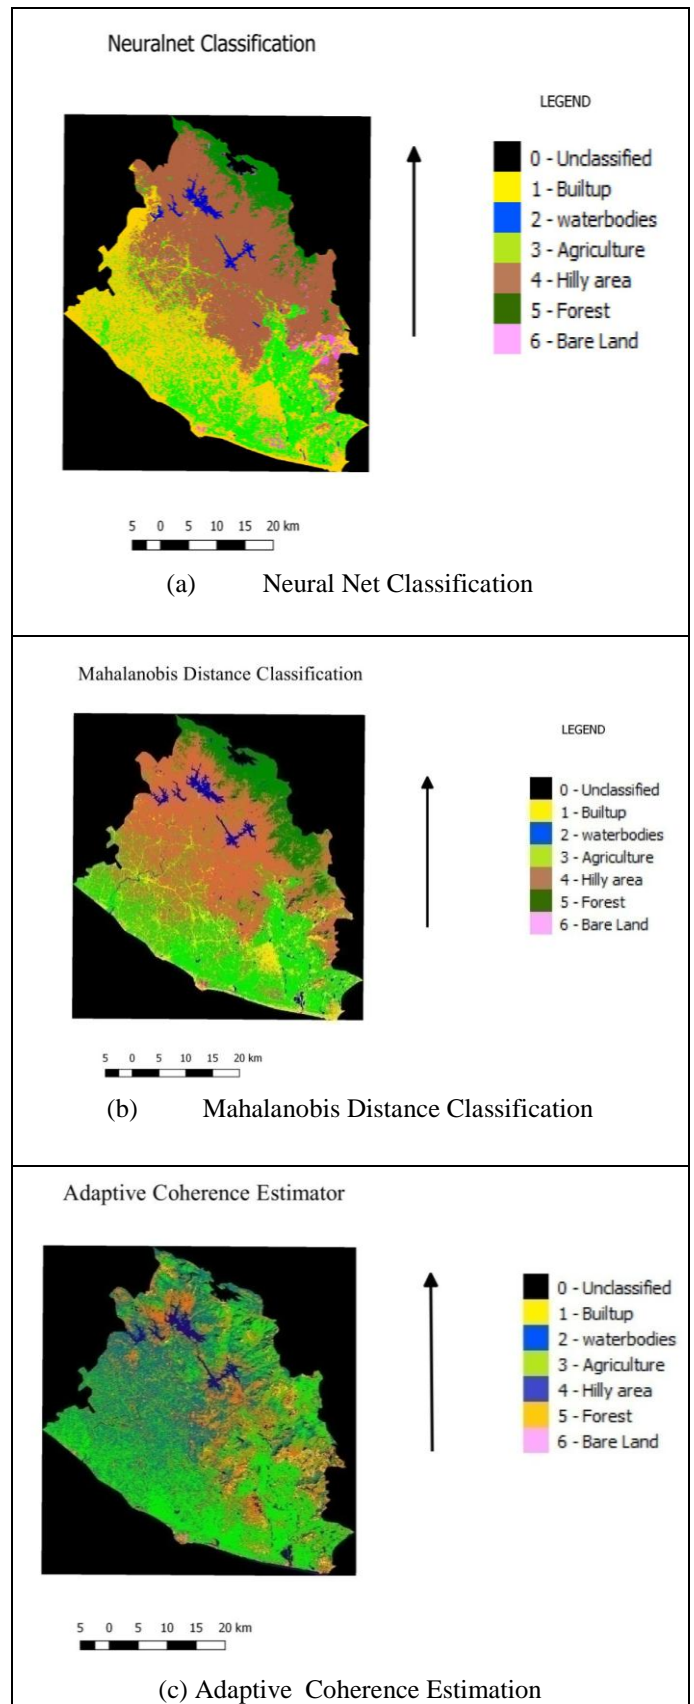 Neuralnet Classification
LEGEND
0 - Unclassified
1 - Builtup
2 - waterbodies
3 - Agriculture
4 - Hilly area
5 - Forest
6 - Bare Land
5 0 5 10 15 20 km
(a) Neural Net Classification
Mahalanobis Distance Classification
LEGEND
0 - Unclassified
1 - Builtup
2 - waterbodies
3 - Agriculture
4 - Hilly area
5 - Forest
6 - Bare Land
5 0 5 10 15 20 km
(b) Mahalanobis Distance Classification
Adaptive Coherence Estimator
0 - Unclassified
1 - Builtup
2 - waterbodies
3 - Agriculture
4 - Hilly area
5 - Forest
6 - Bare Land
5 0 5 10 15 20 km
(c) Adaptive Coherence Estimation